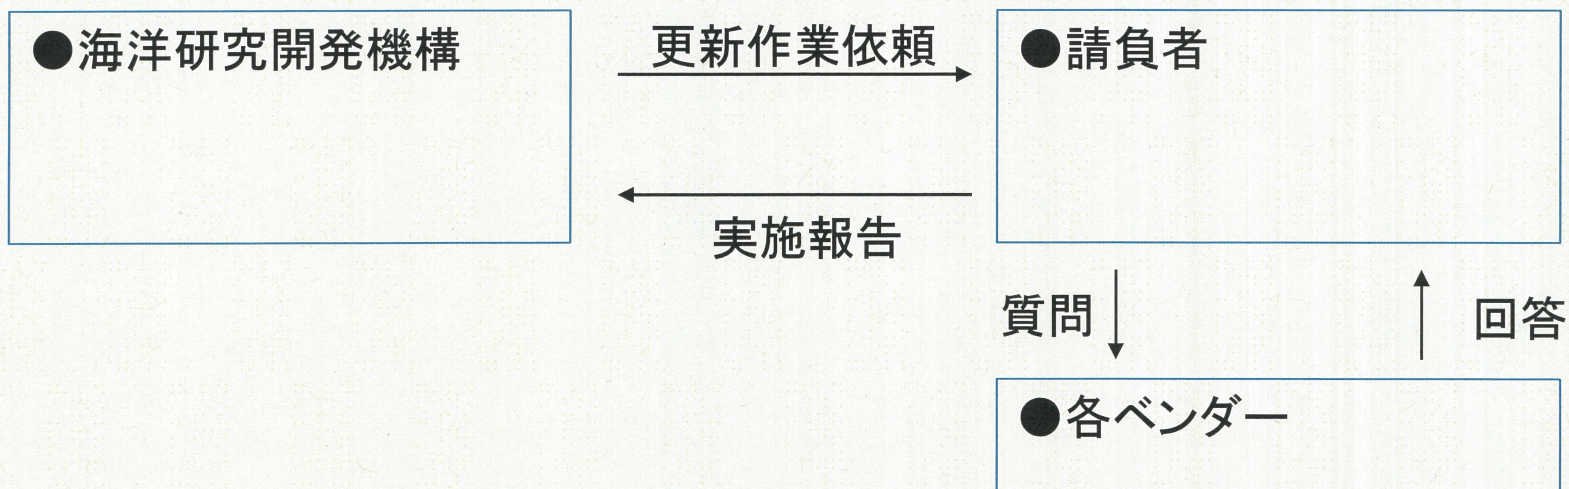 ●海洋研究開発機構
更新作業依頼
●請負者
実施報告
質問
回答
●各ベンダー